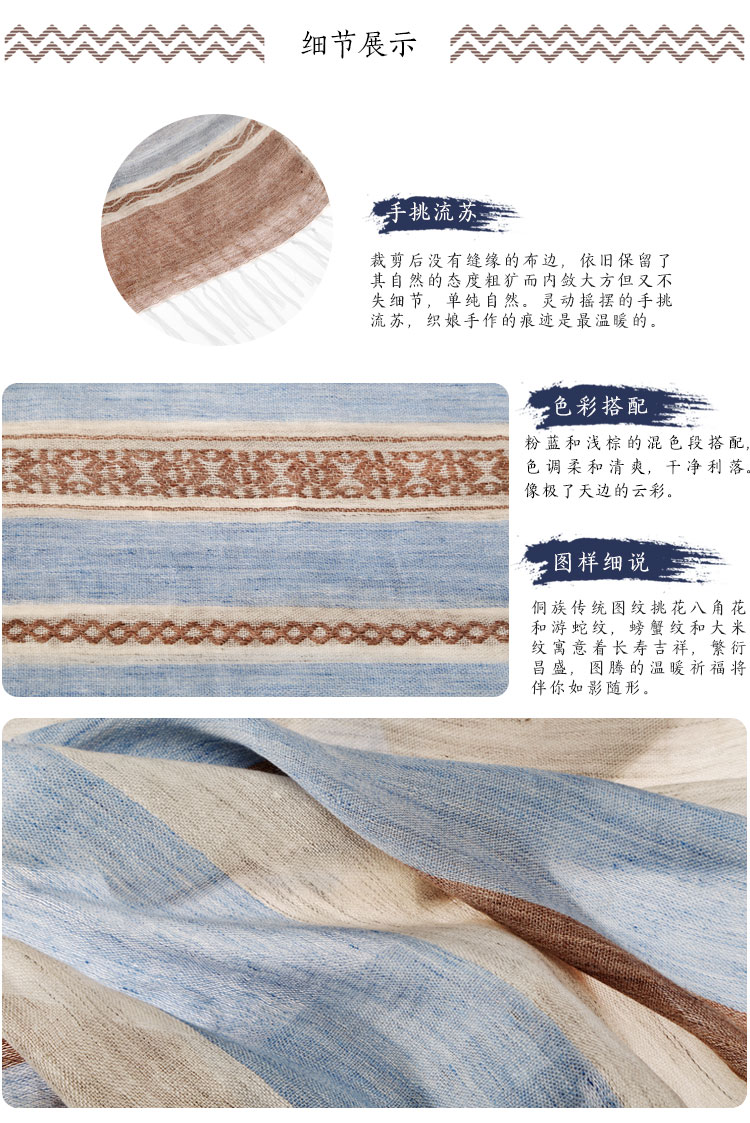 细节展示
手挑流苏
裁剪后没有缝缘的布边，依旧保留了
其自然的态度粗犷而内敛大方但又不
失细节，单纯自然。灵动摇摆的手挑
流苏，织娘手作的痕迹是最温暖的。
色彩搭配
粉蓝和浅棕的混色段搭配，
色调柔和清爽，干净利落。
像极了天边的云彩。
图样细说
侗族传统图纹挑花八角花
和游蛇纹，螃蟹纹和大米
纹寓意着长寿吉祥，繁衍
昌盛，图腾的温暖祈福将
伴你如影随形。